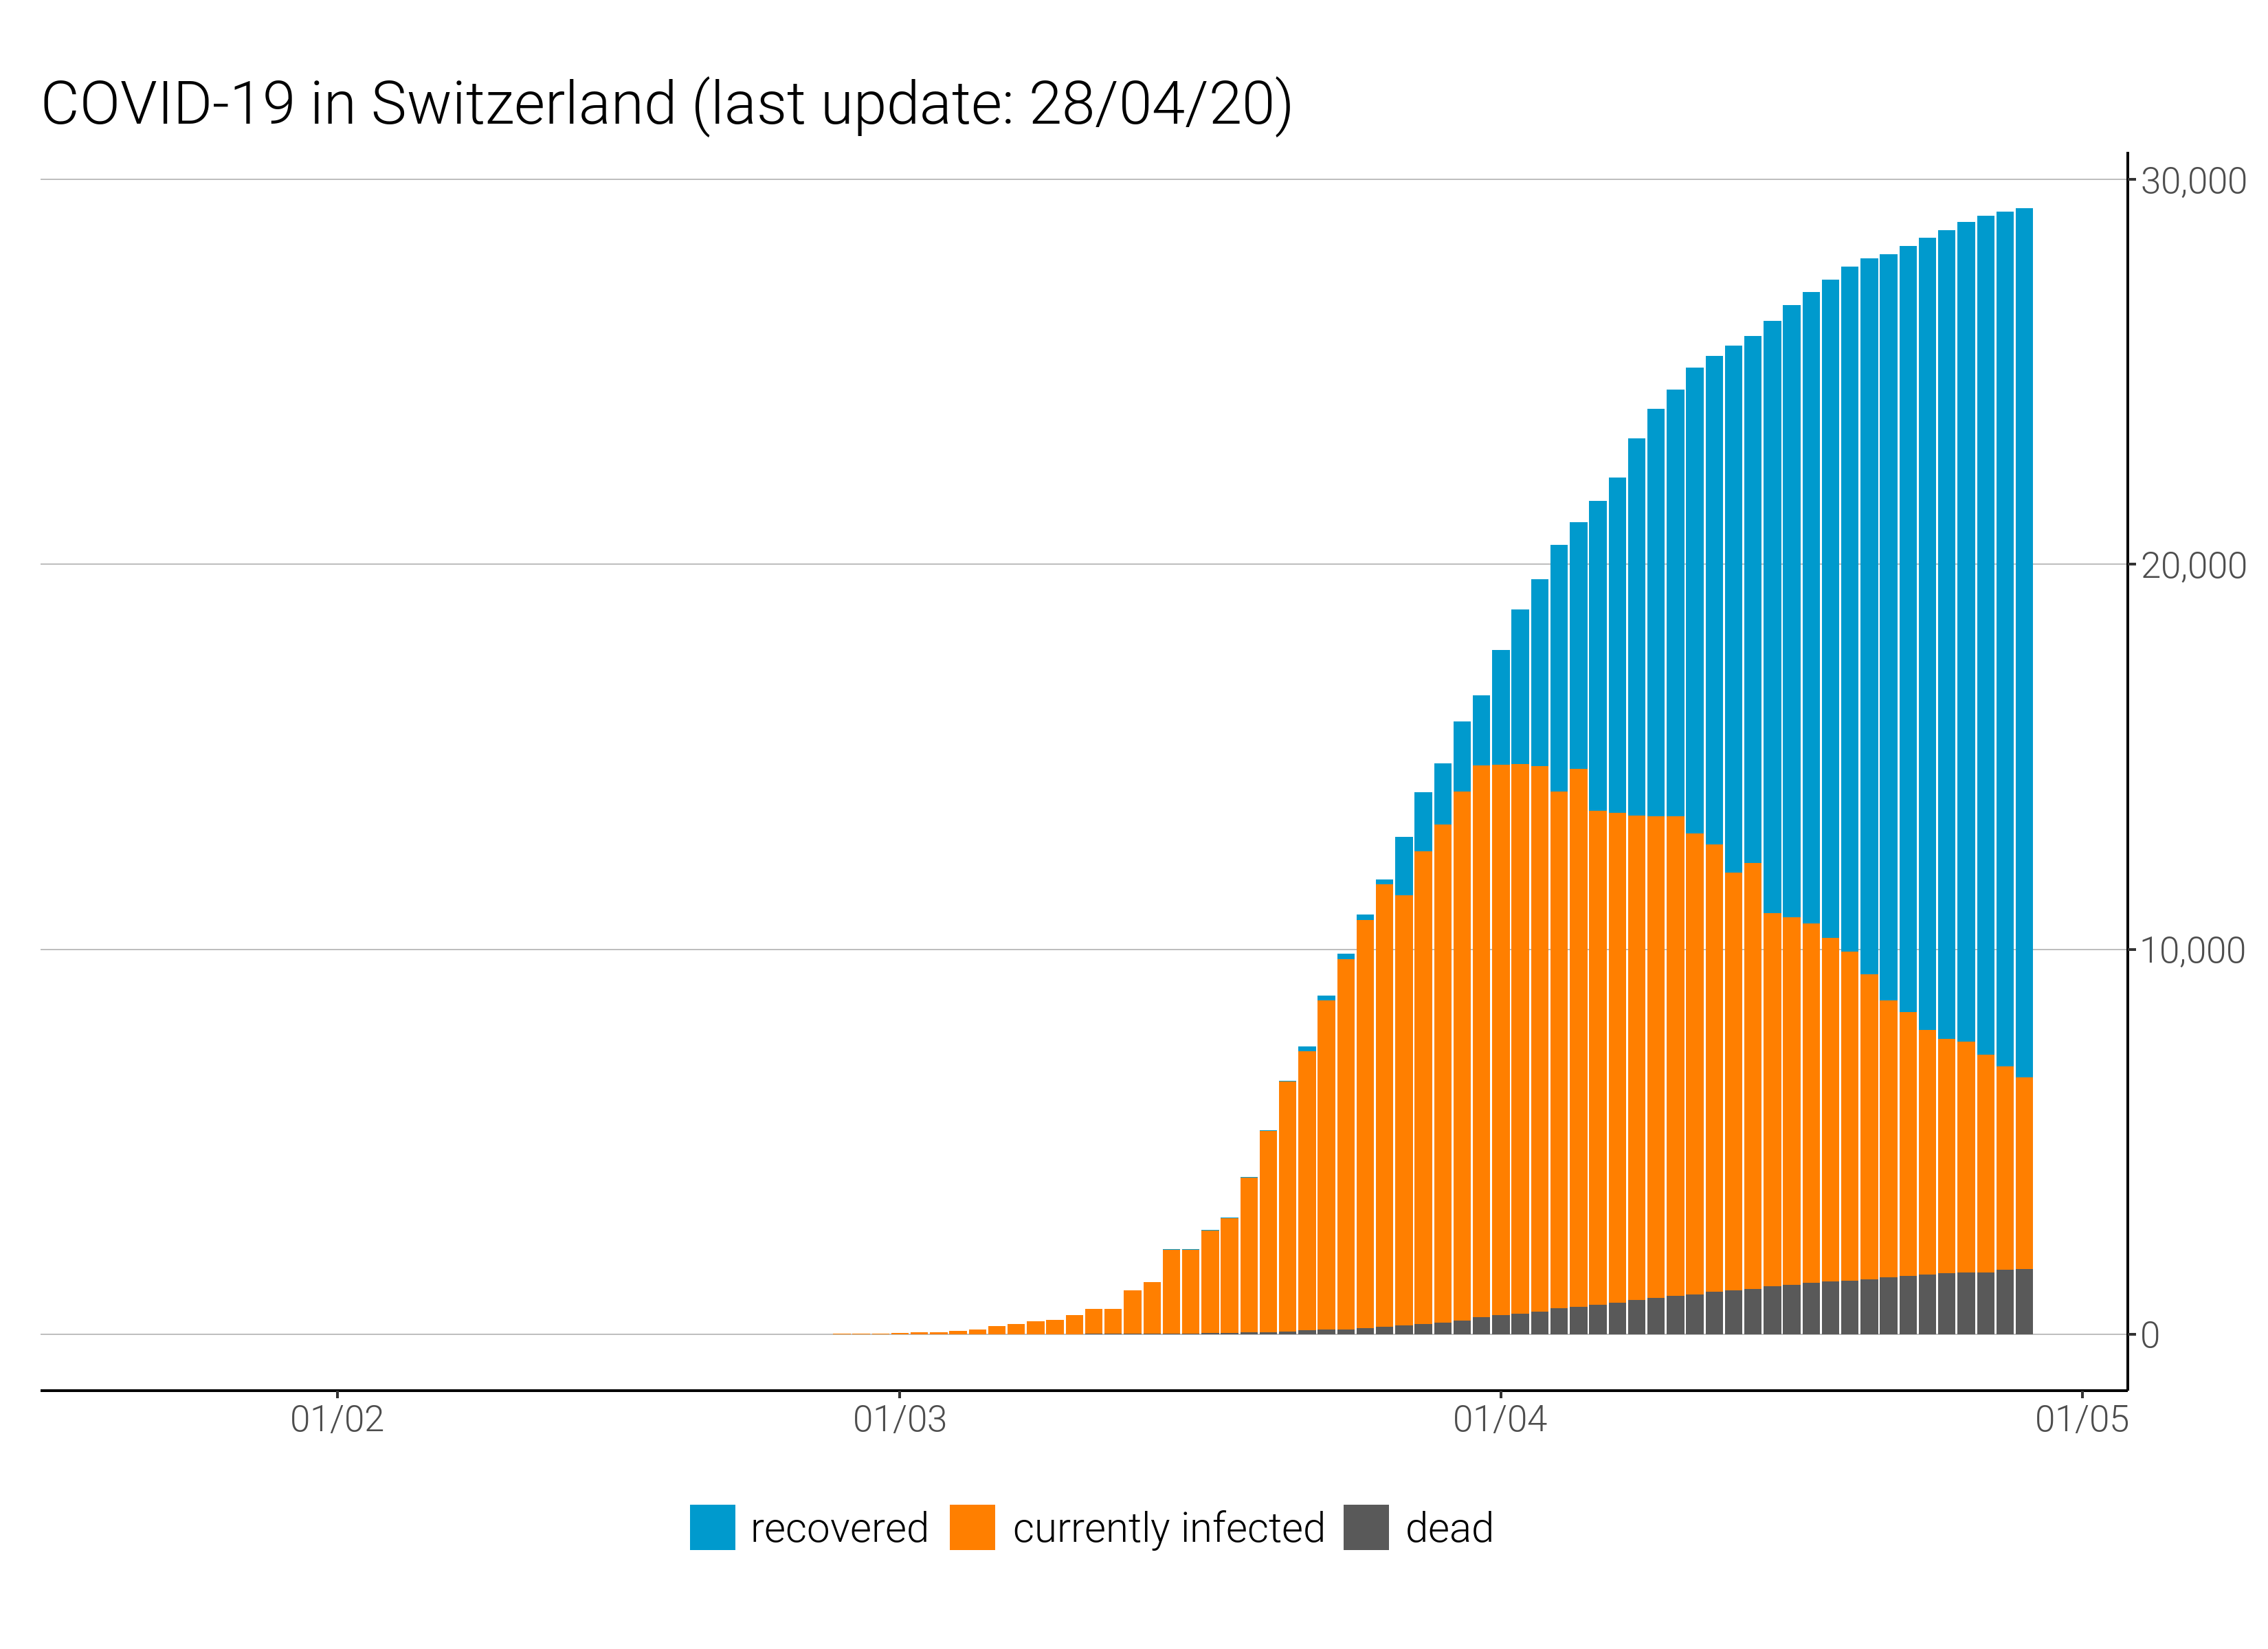 COVID-19 in Switzerland (last update: 28/04/20)
30,000
20,000
10,000
0
01/02 01/03 01/04 01/05
recovered currently infected dead